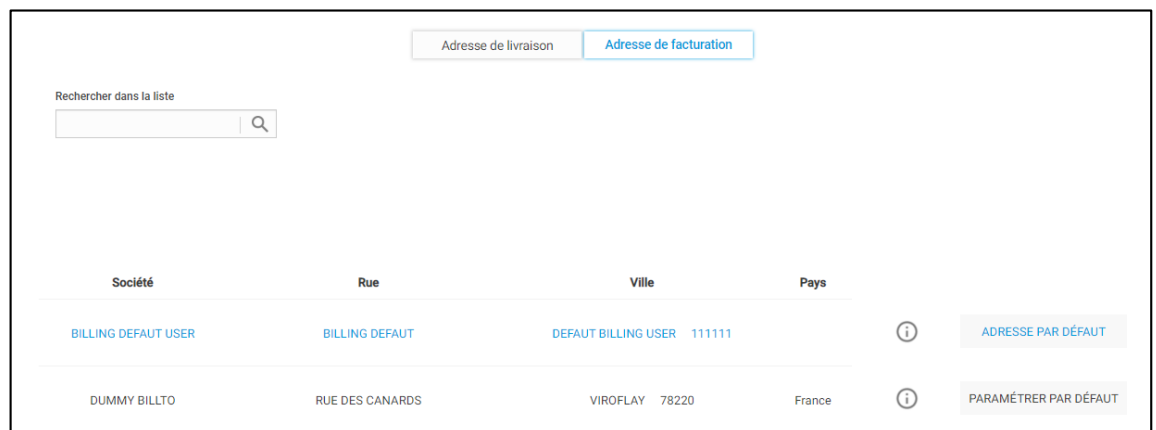 Adresse de livraison Adresse de facturation
Rechercher dans la liste
Société Rue Ville Pays
BILLING DEFAUT USER BILLING DEFAUT DEFAUT BILLING USER 111111 ADRESSE PAR DÉFAUT
DUMMY BILLTO RUE DES CANARDS VIROFLAY 78220 France PARAMÉTRER PAR DÉFAUT